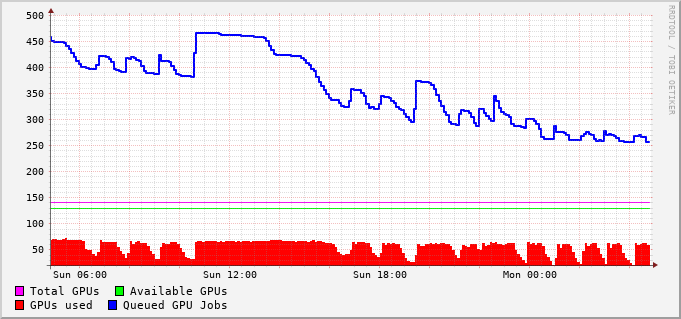 500
450
400
350
300
250
200
150
100
50
Sun 06:00 Sun 12:00 Sun 18:00 Mon 00:00
Total GPUs Available GPUs
GPUs used Queued GPU Jobs
RRDTOOL / TOBI OETIKER